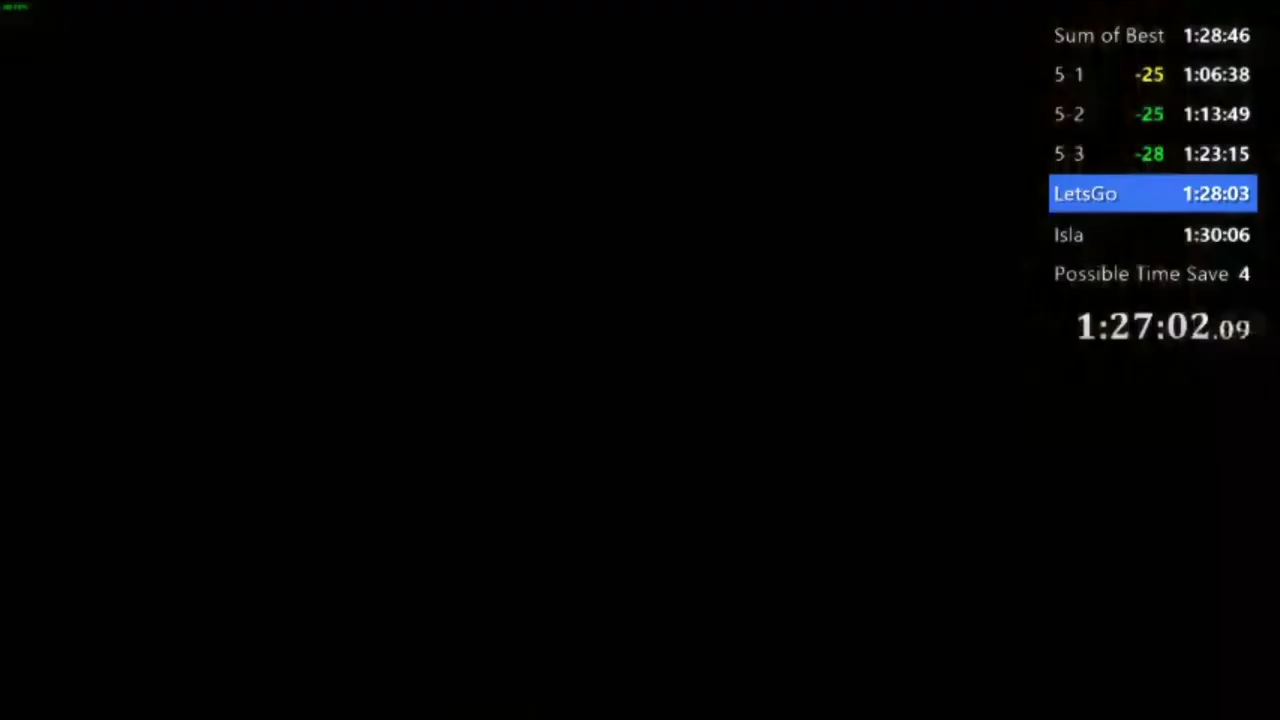 Sum of Best 1:28:46
5-1 -25 1:06:38
5-2 -25 1:13:49
5-3 -28 1:23:15
LetsGo 1:28:03
Isla 1:30:06
Possible Time Save 4
1:27:02.09